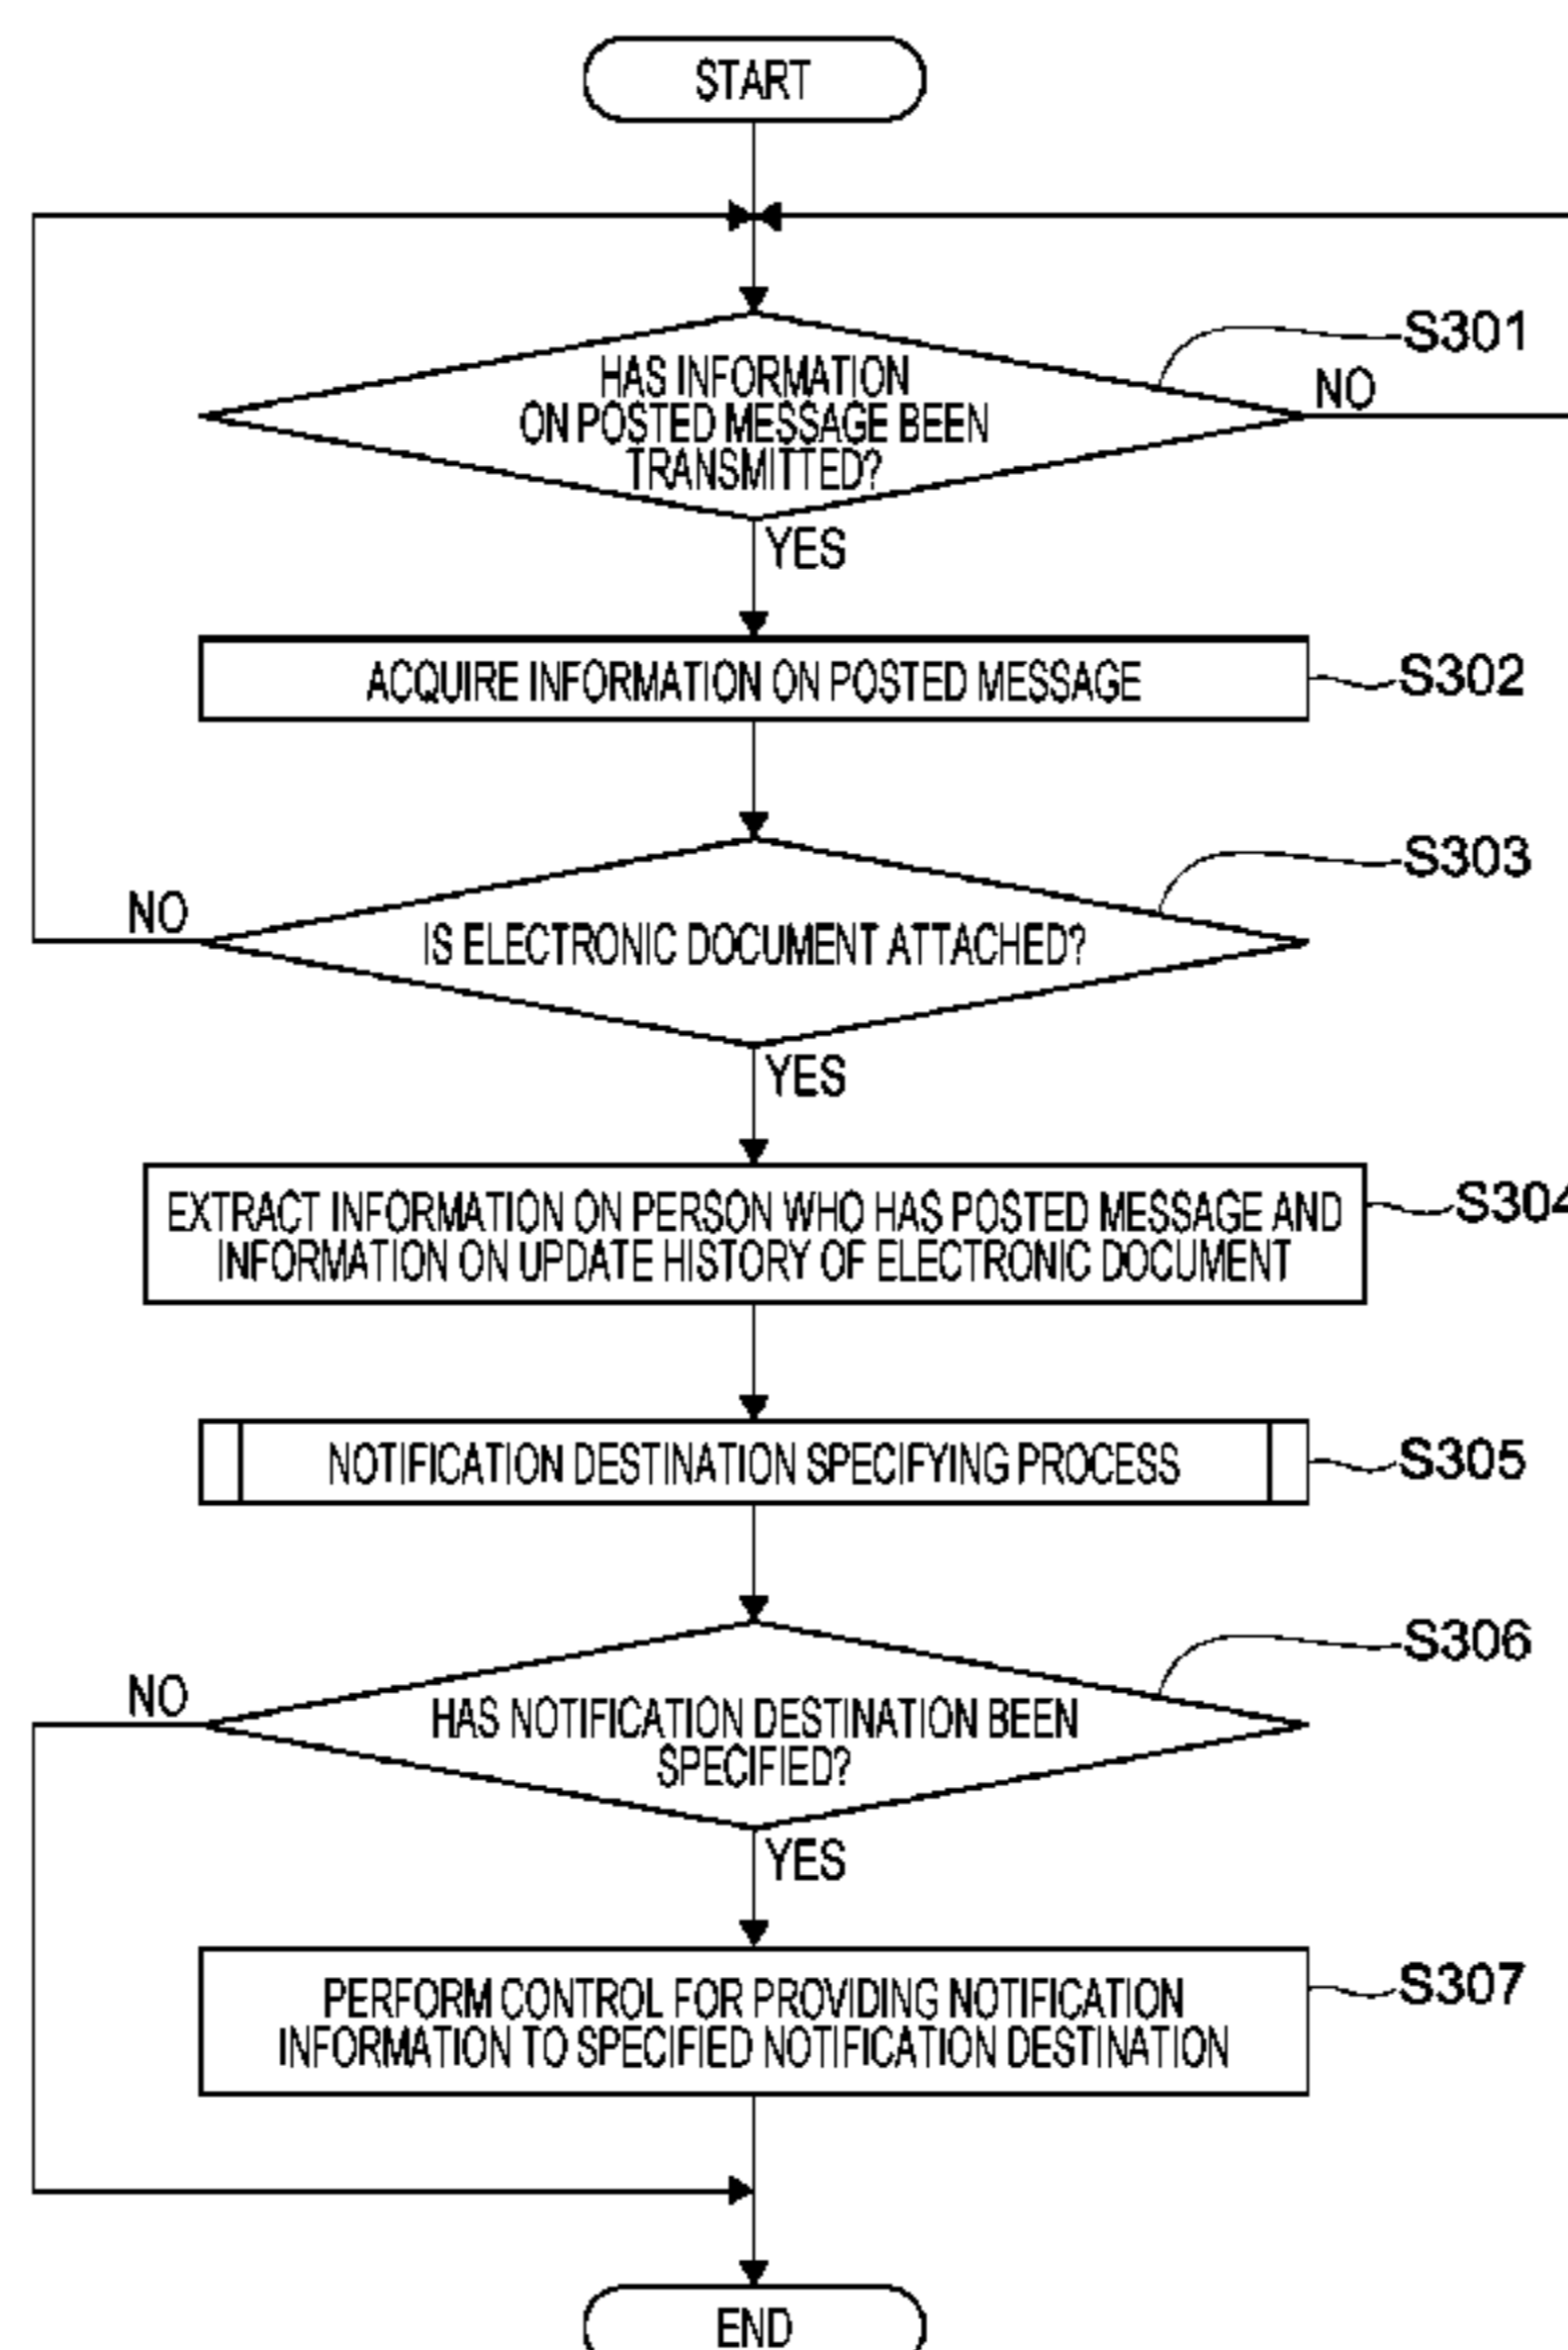 START
S301
HAS INFORMATION
ON POSTED MESSAGE BEEN
TRANSMITTED?
NO
YES
ACQUIRE INFORMATION ON POSTED MESSAGE
S302
S303
NO
IS ELECTRONIC DOCUMENT ATTACHED?
YES
EXTRACT INFORMATION ON PERSON WHO HAS POSTED MESSAGE AND
INFORMATION ON UPDATE HISTORY OF ELECTRONIC DOCUMENT
S304
NOTIFICATION DESTINATION SPECIFYING PROCESS
S305
S306
NO
HAS NOTIFICATION DESTINATION BEEN
SPECIFIED?
YES
PERFORM CONTROL FOR PROVIDING NOTIFICATION
INFORMATION TO SPECIFIED NOTIFICATION DESTINATION
S307
END